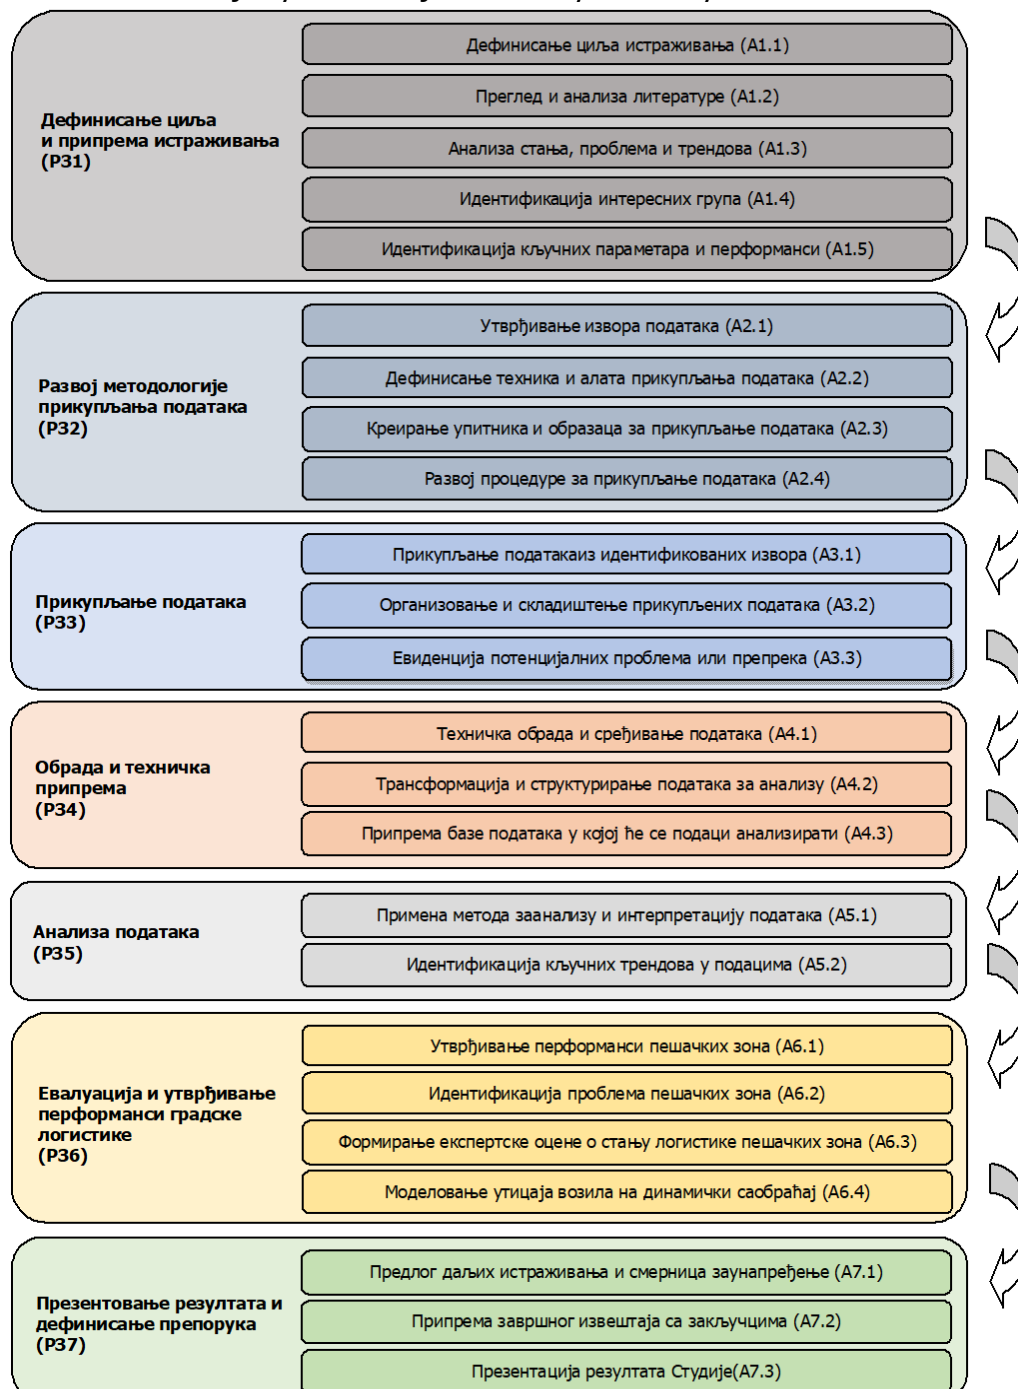 Дефинисање циља
и припрема истраживања
(РЗ1)
Дефинисање циља истраживања (А1.1)
Преглед и анализа литературе (А1.2)
Анализа стања, проблема и трендова (А1.3)
Идентификација интересних група (А1.4)
Идентификација кључних параметара и перформанси (А1.5)
Развој методологије
прикупљања података
(РЗ2)
Утврђивање извора података (А2.1)
Дефинисање техника и алата прикупљања података (А2.2)
Креирање упитника и образаца за прикупљање података (А2.3)
Развој процедуре за прикупљање података (А2.4)
Прикупљање података
(РЗ3)
Прикупљање податакаиз идентификованих извора (А3.1)
Организовање и складиштење прикупљених података (А3.2)
Евиденција потенцијалних проблема или препрека (А3.3)
Обрада и техничка
припрема
(РЗ4)
Техничка обрада и сређивање података (А4.1)
Трансформација и структурирање података за анализу (А4.2)
Припрема базе података у којој ће се подаци анализирати (А4.3)
Анализа података
(РЗ5)
Примена метода заанализу и интерпретацију података (А5.1)
Идентификација кључних трендова у подацима (А5.2)
Евалуација и утврђивање
перформанси градске
логистике
(РЗ6)
Утврђивање перформанси пешачких зона (А6.1)
Идентификација проблема пешачких зона (А6.2)
Формирање експертске оцене о стању логистике пешачких зона (А6.3)
Моделовање утицаја возила на динамички саобраћај (А6.4)
Презентовање резултата и
дефинисање препорука
(РЗ7)
Предлог даљих истраживања и смерница заунапређење (А7.1)
Припрема завршног извештаја са закључцима (А7.2)
Презентација резултата Студије(А7.3)